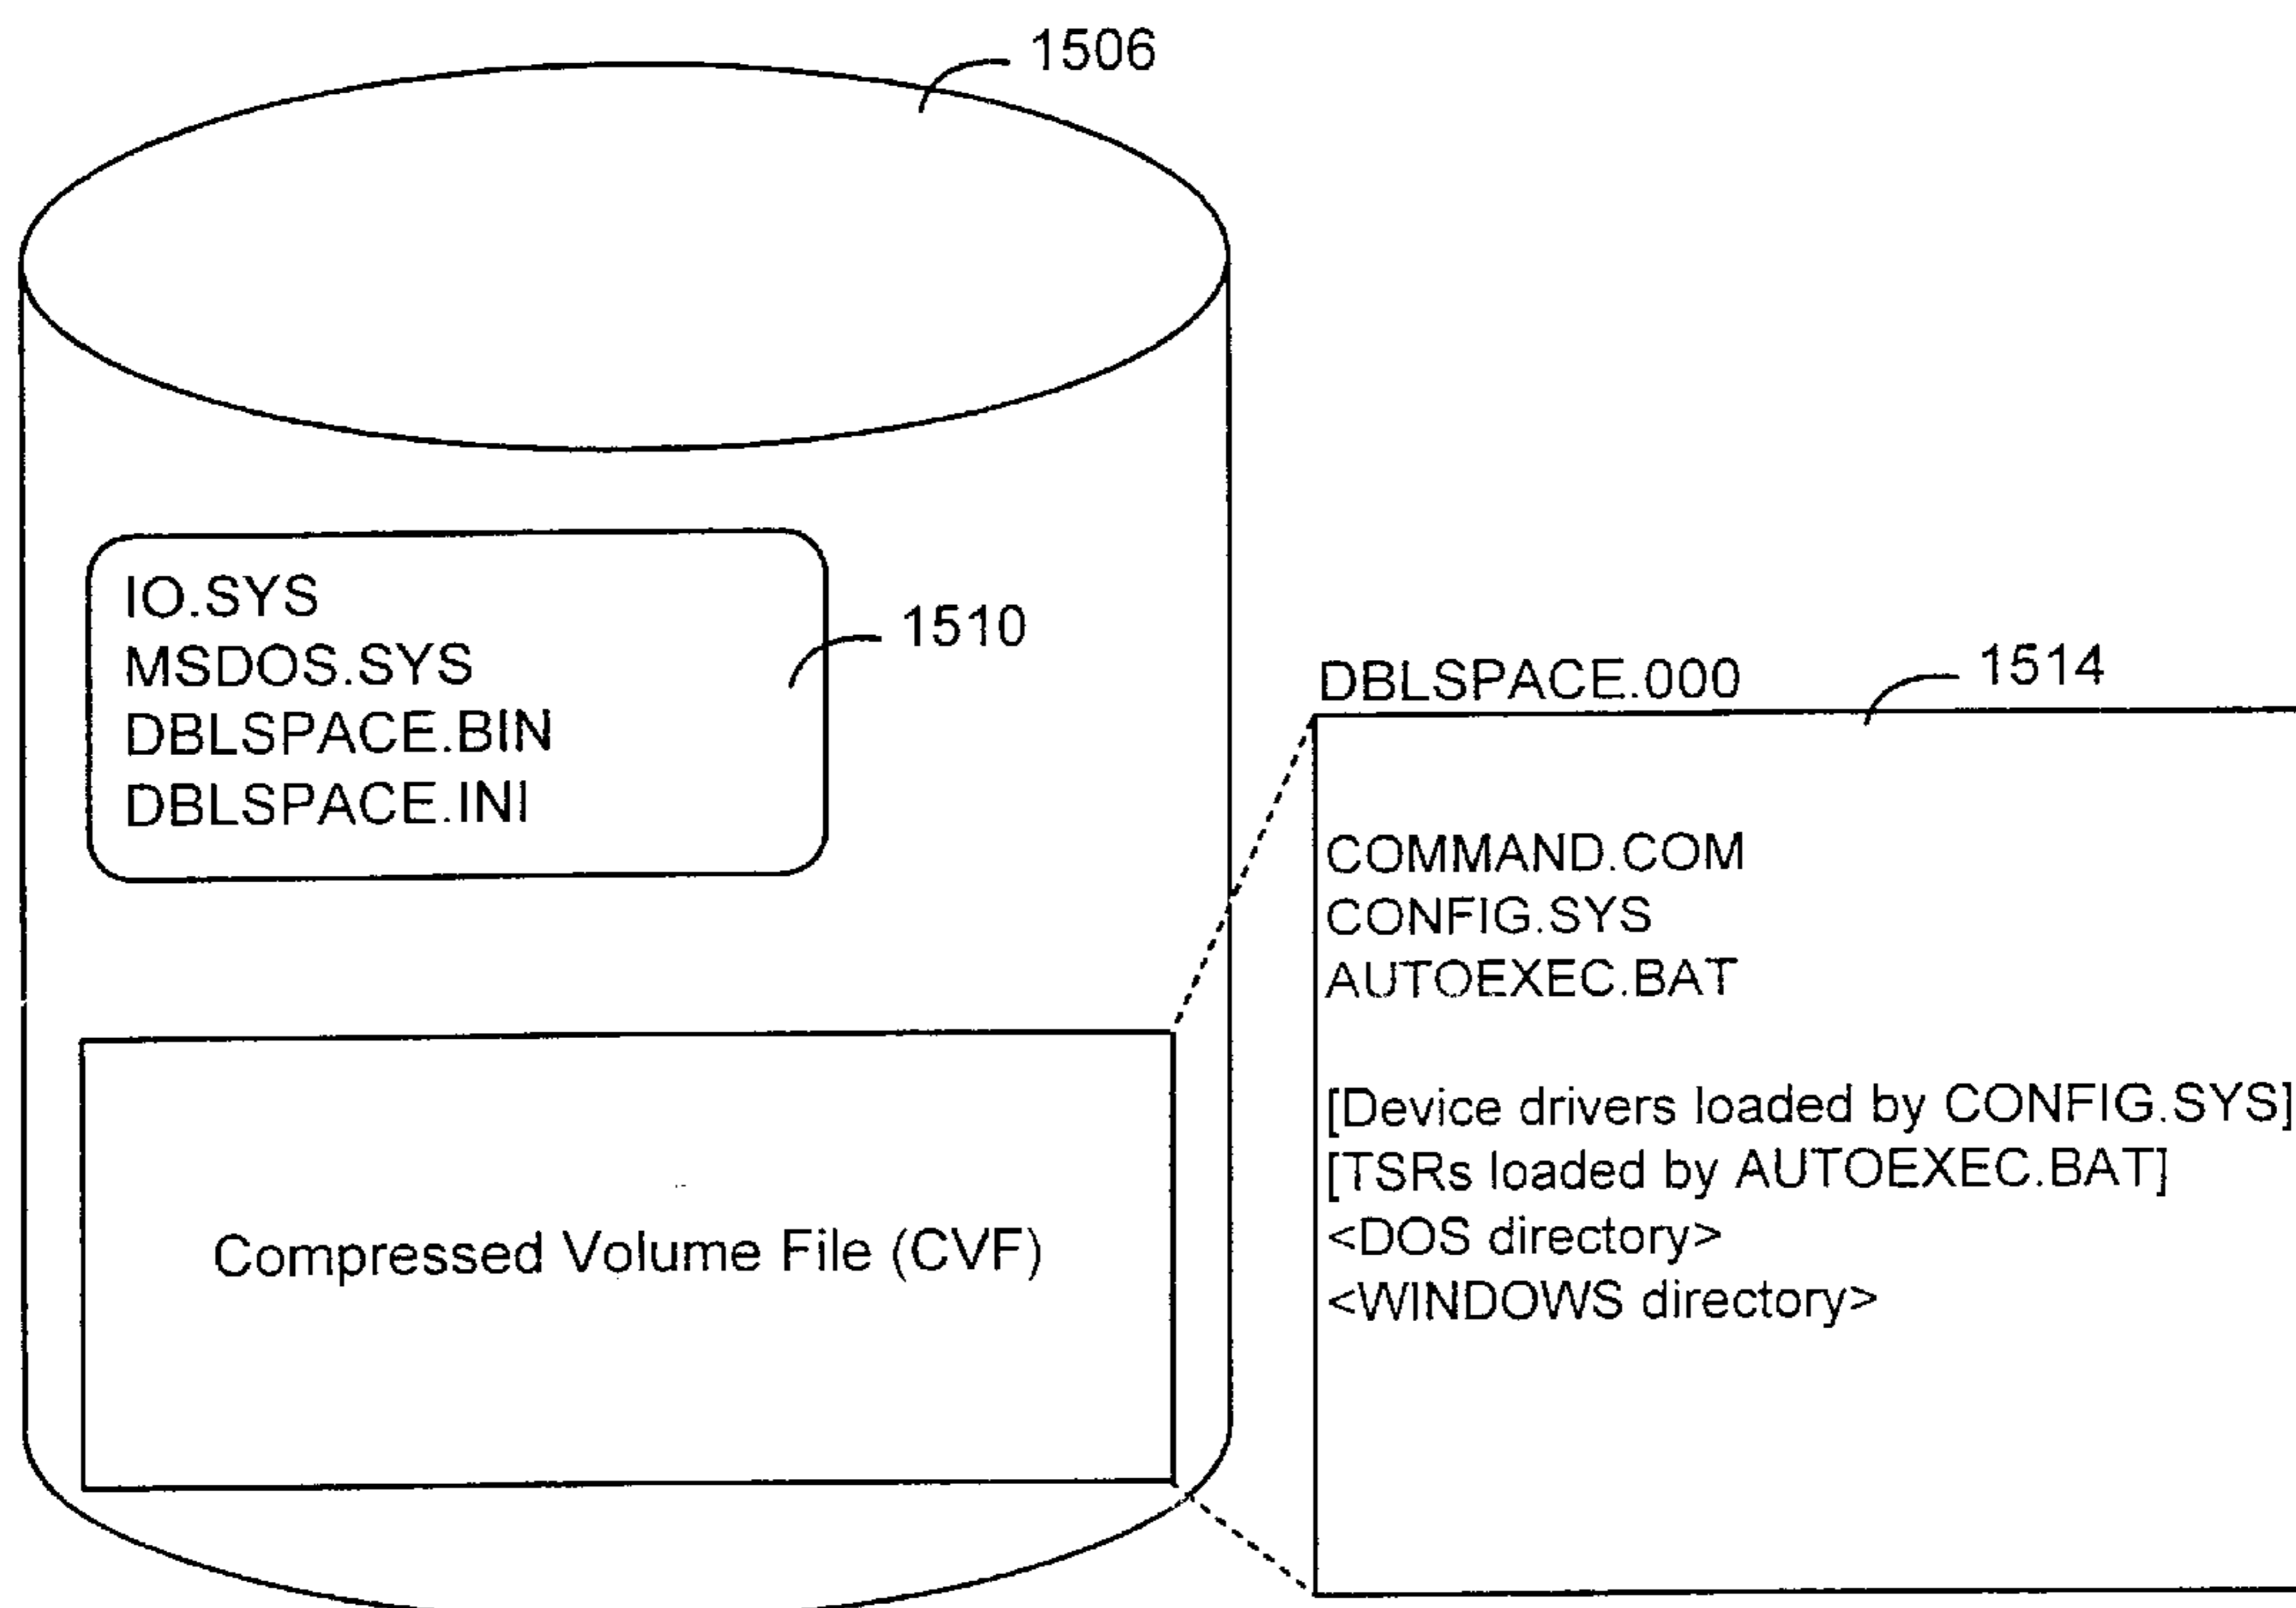 1506
IO.SYS
MSDOS.SYS
DBLSPACE.BIN
DBLSPACE.INI
1510
Compressed Volume File (CVF)
DBLSPACE.000
1514
COMMAND.COM
CONFIG.SYS
AUTOEXEC.BAT
[Device drivers loaded by CONFIG.SYS]
[TSRs loaded by AUTOEXEC.BAT]
<DOS directory>
<WINDOWS directory>